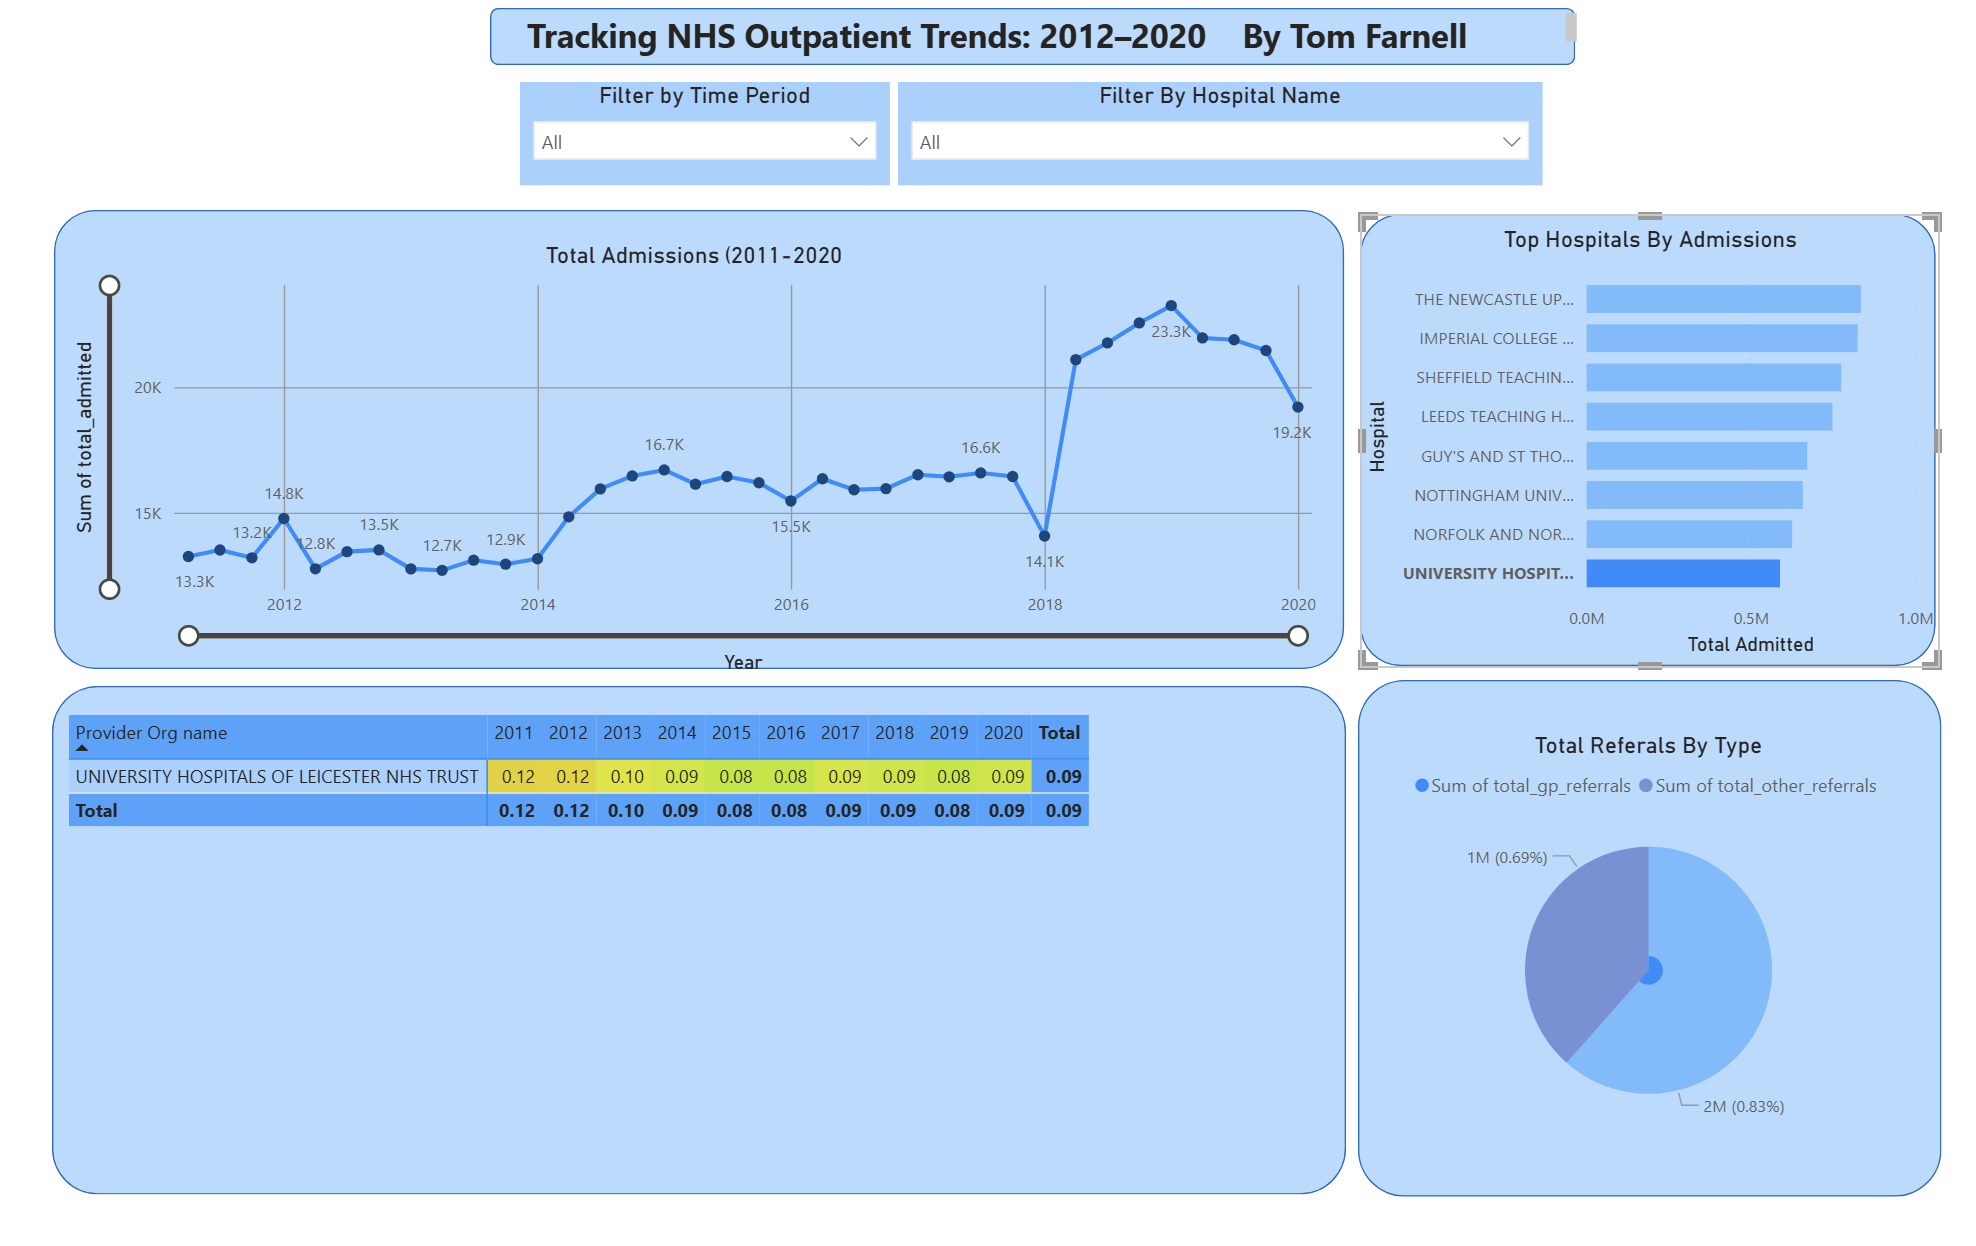 Tracking NHS Outpatient Trends: 2012–2020 By Tom Farnell
Filter by Time Period
All
Filter By Hospital Name
All
Total Admissions (2011-2020
Sum of total_admitted
20K
15K
13.3K
13.2K
14.8K
12.8K
13.5K
12.7K
12.9K
16.7K
15.5K
16.6K
14.1K
23.3K
19.2K
2012 2014 2016 2018 2020
Year
Top Hospitals By Admissions
Hospital
THE NEWCASTLE UP...
IMPERIAL COLLEGE ...
SHEFFIELD TEACHIN...
LEEDS TEACHING H...
GUY'S AND ST THO...
NOTTINGHAM UNIV...
NORFOLK AND NOR...
UNIVERSITY HOSPIT...
0.0M 0.5M 1.0M
Total Admitted
Provider Org name 2011 2012 2013 2014 2015 2016 2017 2018 2019 2020 Total
UNIVERSITY HOSPITALS OF LEICESTER NHS TRUST 0.12 0.12 0.10 0.09 0.08 0.08 0.09 0.09 0.08 0.09 0.09
Total 0.12 0.12 0.10 0.09 0.08 0.08 0.09 0.09 0.08 0.09 0.09
Total Referals By Type
Sum of total_gp_referrals Sum of total_other_referrals
1M (0.69%)
2M (0.83%)